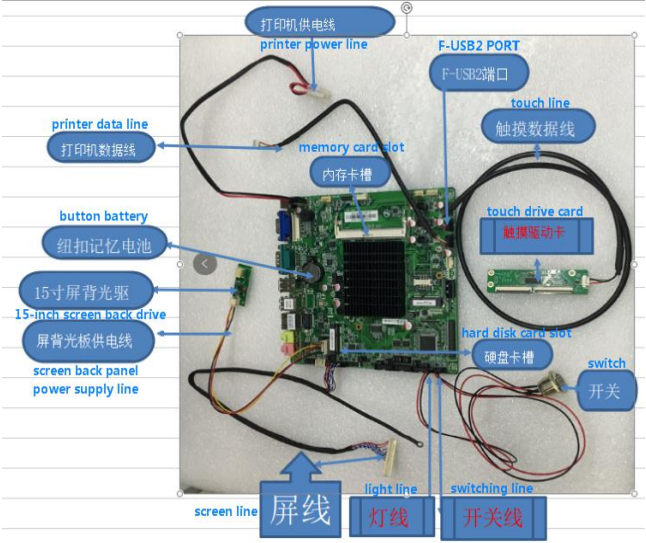 打印机供电线
printer power line
F-USB2 PORT
F-USB2端口
touch line
触摸数据线
printer data line
打印机数据线
memory card slot
内存卡槽
button battery
纽扣记忆电池
touch drive card
触摸驱动卡
15寸屏背光驱
15-inch screen back drive
屏背光板供电线
screen back panel
power supply line
hard disk card slot
硬盘卡槽
switch
开关
screen line
屏线
light line
灯线
switching line
开关线